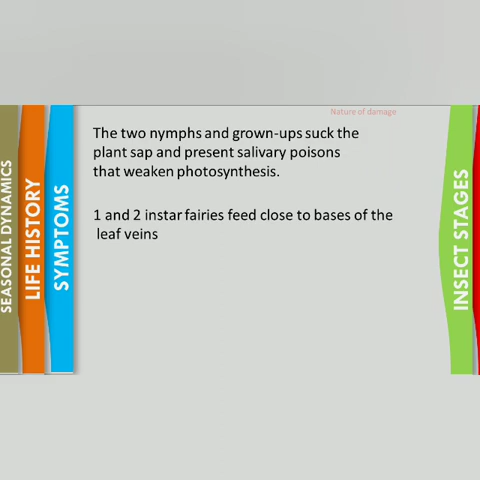 Nature of damage
The two nymphs and grown-ups suck the
plant sap and present salivary poisons
that weaken photosynthesis.
1 and 2 instar fairies feed close to bases of the
leaf veins
SEASONAL DYNAMICS
LIFE HISTORY
SYMPTOMS
INSECT STAGES